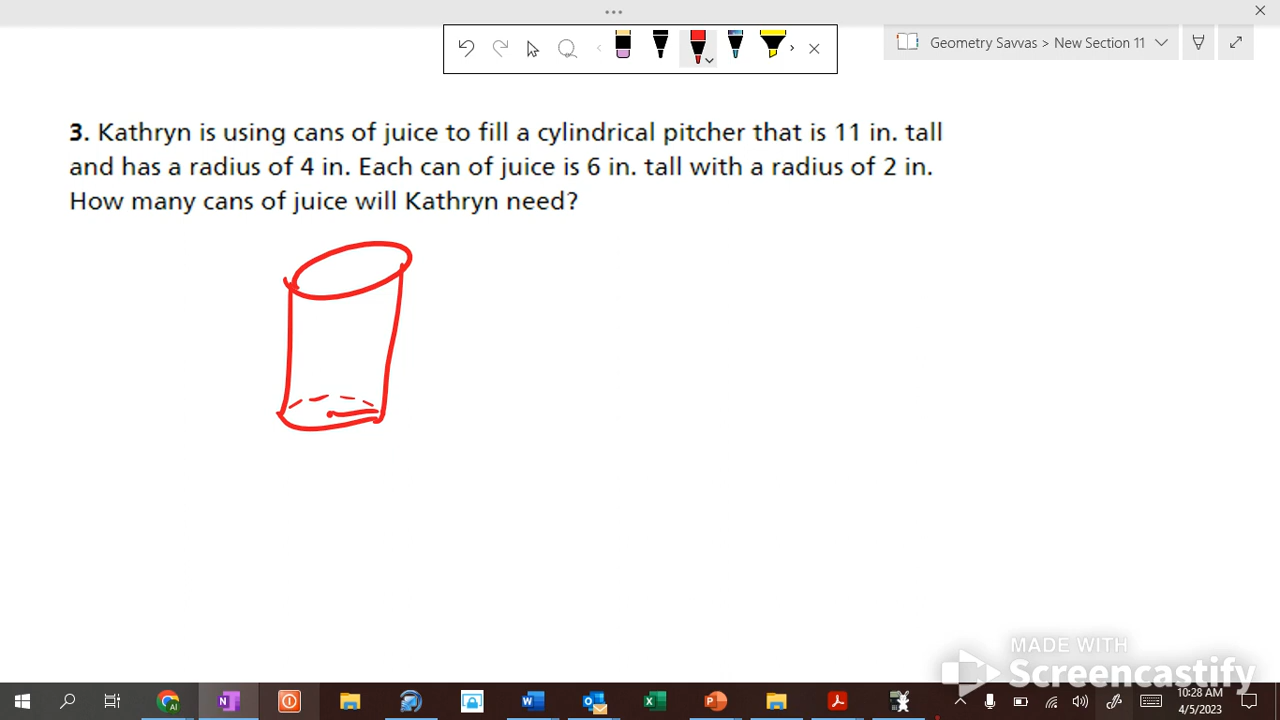 Geometry Savvas > New Section 11
3. Kathryn is using cans of juice to fill a cylindrical pitcher that is 11 in. tall
and has a radius of 4 in. Each can of juice is 6 in. tall with a radius of 2 in.
How many cans of juice will Kathryn need?
MADE WITH
Screencastify
10:28 AM
4/5/2023